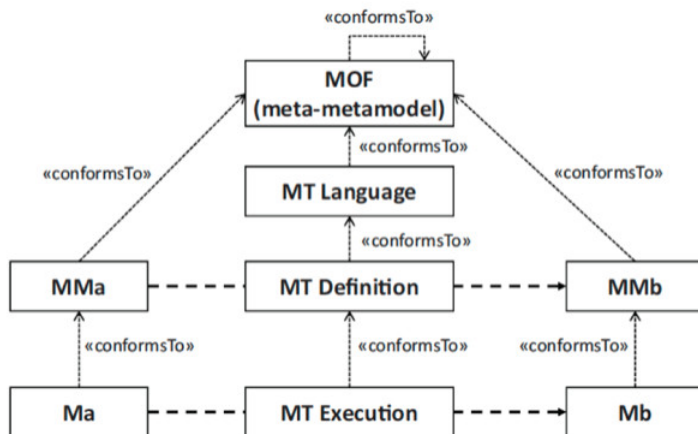 «conformsTo»
MOF
(meta-metamodel)
«conformsTo»
«conformsTo»
«conformsTo»
MT Language
«conformsTo»
MMa
MT Definition
MMb
«conformsTo»
«conformsTo»
«conformsTo»
Ma
MT Execution
Mb